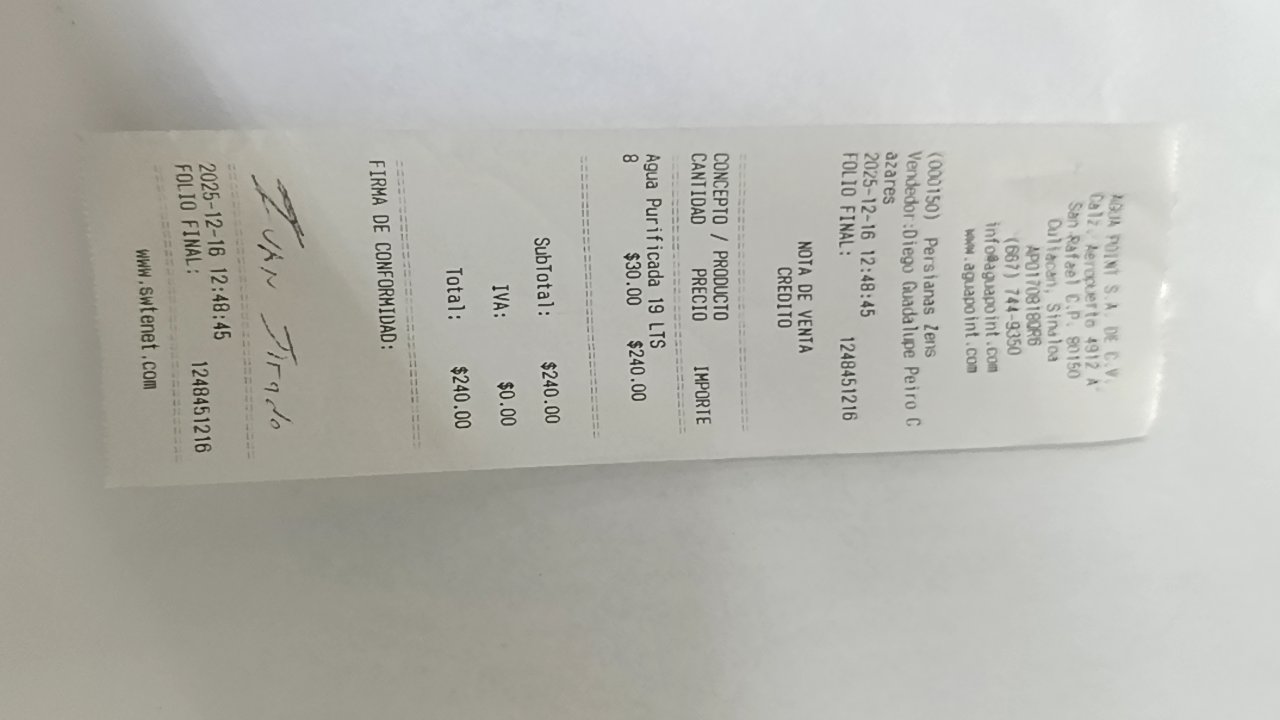 AGUA POINT S.A. DE C.V.
Calz. Aeropuerto 4912 A
San Rafael C.P. 80150
Culiacan, Sinaloa
APO170818DR6
(667) 744-9350
info@aguapoint.com
www.aguapoint.com
(000150) Persianas Zens
Vendedor:Diego Guadalupe Peiro C
azares
2025-12-16 12:48:45
FOLIO FINAL: 1248451216
NOTA DE VENTA
CREDITO
CONCEPTO / PRODUCTO
CANTIDAD PRECIO IMPORTE
Agua Purificada 19 LTS
8 $30.00 $240.00
SubTotal: $240.00
IVA: $0.00
Total: $240.00
FIRMA DE CONFORMIDAD:
2025-12-16 12:48:45
FOLIO FINAL: 1248451216
www.swtenet.com